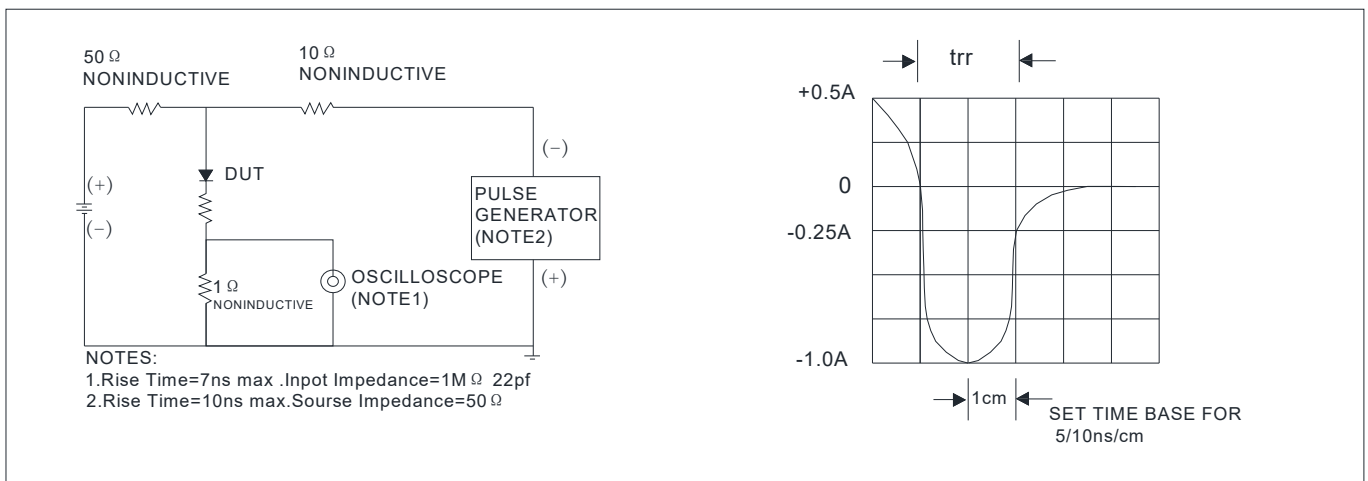 50 Ω
NONINDUCTIVE
10 Ω
NONINDUCTIVE
(+)
(−)
DUT
1 Ω
NONINDUCTIVE
OSCILLOSCOPE
(NOTE1)
(−)
PULSE
GENERATOR
(NOTE2)
(+)
NOTES:
1.Rise Time=7ns max .Inpot Impedance=1M Ω 22pf
2.Rise Time=10ns max.Sourse Impedance=50 Ω
trr
+0.5A
0
-0.25A
-1.0A
1cm
SET TIME BASE FOR
5/10ns/cm